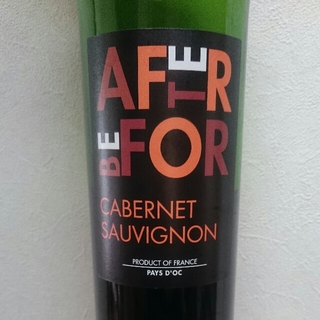 AFTER
BEFOR
CABERNET
SAUVIGNON
PRODUCT OF FRANCE
PAYS D'OC